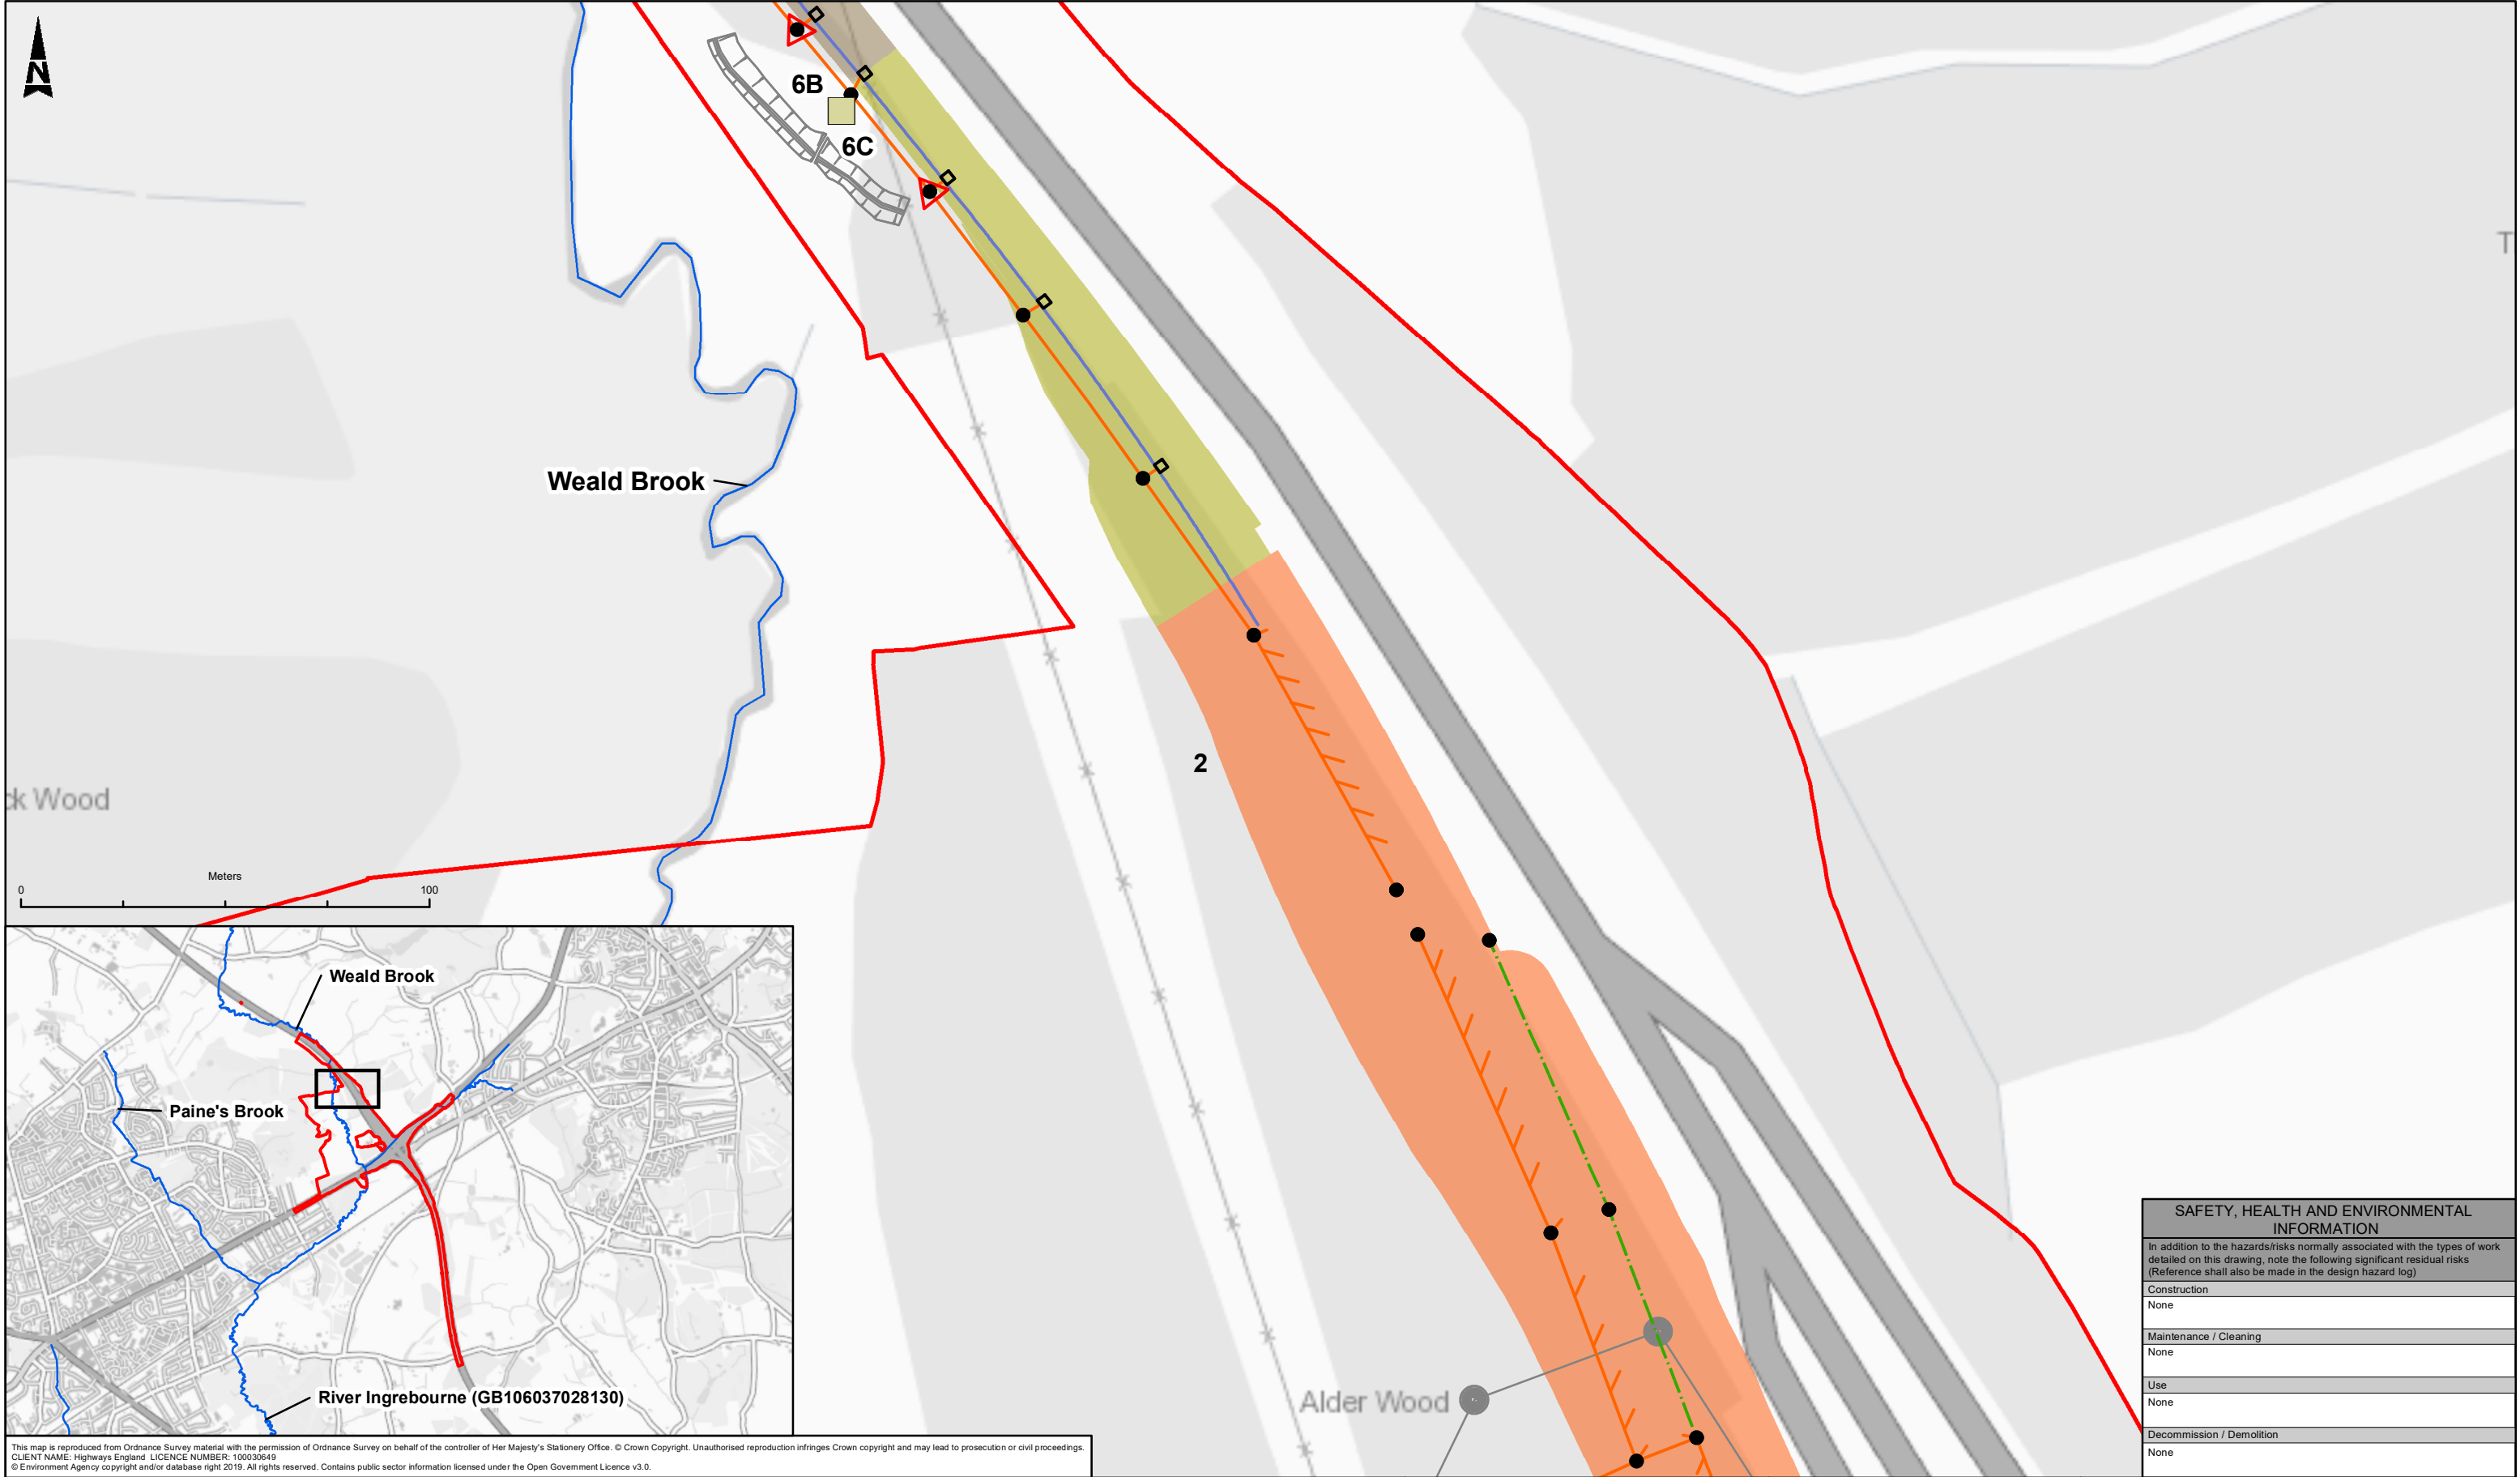 N
6B
6C
T
Weald Brook
2
ck Wood
Meters
0 100
Weald Brook
Paine's Brook
River Ingrebourne (GB106037028130)
Alder Wood
SAFETY, HEALTH AND ENVIRONMENTAL
INFORMATION
In addition to the hazards/risks normally associated with the types of work
detailed on this drawing, note the following significant residual risks
(Reference shall also be made in the design hazard log)
Construction
None
Maintenance / Cleaning
None
Use
None
Decommission / Demolition
None
This map is reproduced from Ordnance Survey material with the permission of Ordnance Survey on behalf of the controller of Her Majesty's Stationery Office. © Crown Copyright. Unauthorised reproduction infringes Crown copyright and may lead to prosecution or civil proceedings.
CLIENT NAME: Highways England LICENCE NUMBER: 100030649
© Environment Agency copyright and/or database right 2019. All rights reserved. Contains public sector information licensed under the Open Government Licence v3.0.